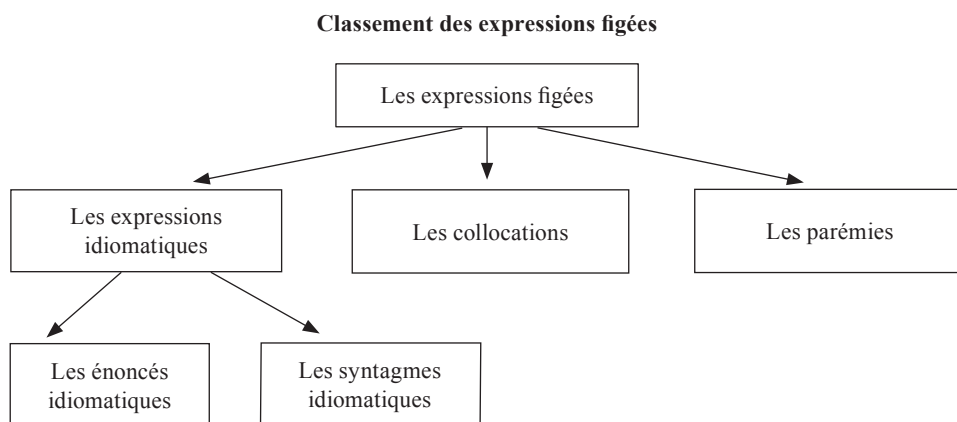 Classement des expressions figées
Les expressions figées
Les expressions
idiomatiques
Les collocations
Les parémies
Les énoncés
idiomatiques
Les syntagmes
idiomatiques